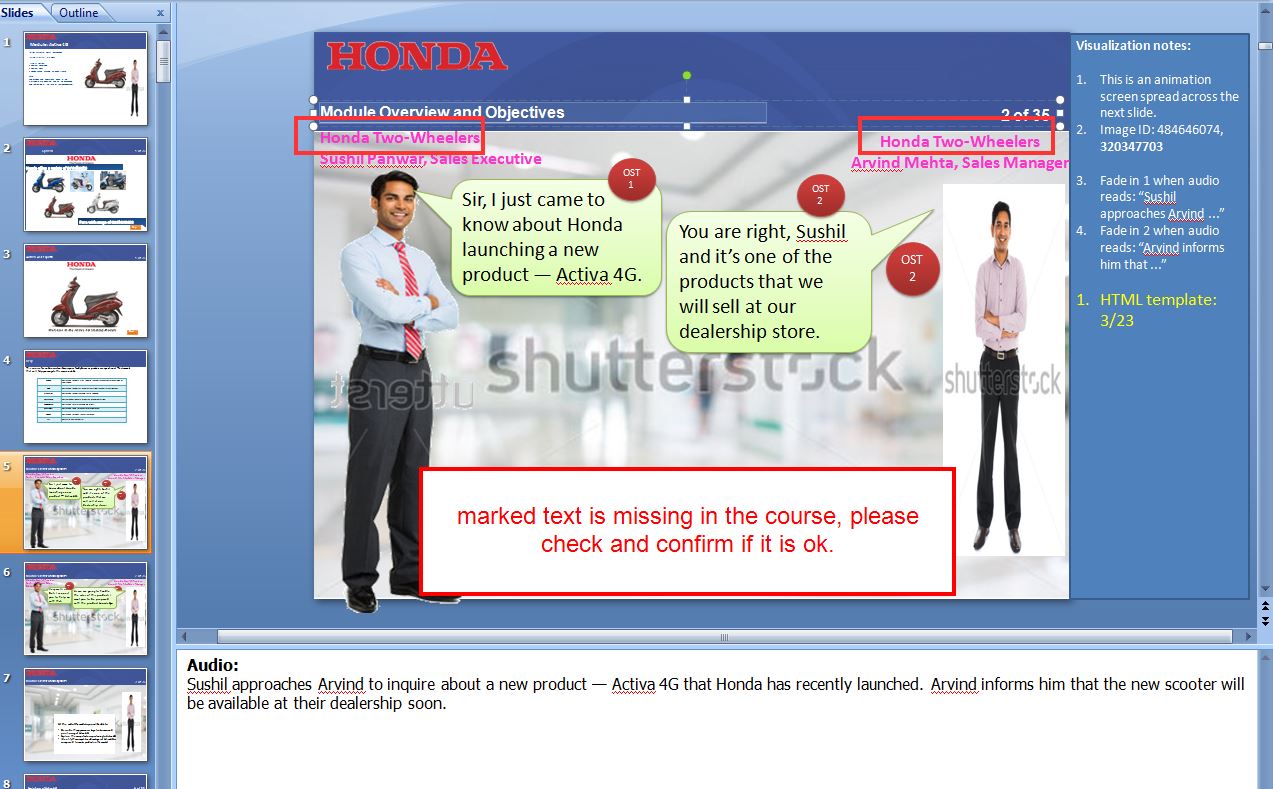 Slides
Outline
x
1
2
3
4
5
6
7
8
HONDA
Module Overview and Objectives
2 of 35
Honda Two-Wheelers
Sushil Panwar, Sales Executive
Honda Two-Wheelers
Arvind Mehta, Sales Manager
OST
1
Sir, I just came to
know about Honda
launching a new
product — Activa 4G.
OST
2
You are right, Sushil
and it’s one of the
products that we
will sell at our
dealership store.
OST
2
shutterstock
shutterstock
marked text is missing in the course, please
check and confirm if it is ok.
Visualization notes:
1. This is an animation
screen spread across the
next slide.
2. Image ID: 484646074,
320347703
3. Fade in 1 when audio
reads: “Sushil
approaches Arvind ...”
4. Fade in 2 when audio
reads: “Arvind informs
him that ...”
1. HTML template:
3/23
Audio:
Sushil approaches Arvind to inquire about a new product — Activa 4G that Honda has recently launched. Arvind informs him that the new scooter will
be available at their dealership soon.